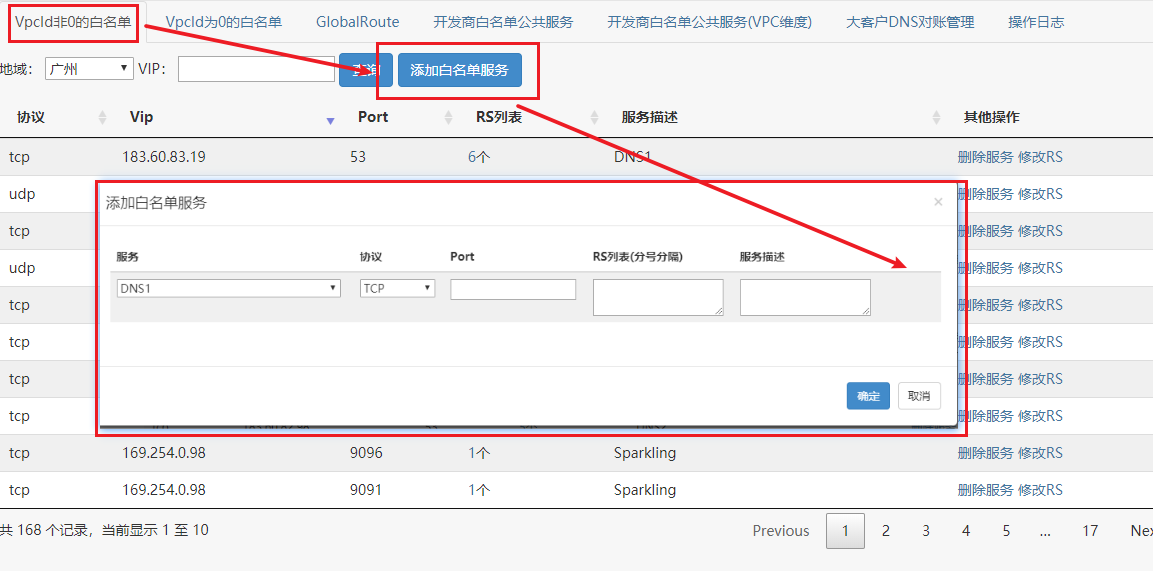 VpcId非0的白名单 VpcId为0的白名单 GlobalRoute 开发商白名单公共服务 开发商白名单公共服务(VPC维度) 大客户DNS对账管理 操作日志
地域: 广州 VIP: 查询 添加白名单服务
协议 Vip Port RS列表 服务描述 其他操作
tcp 183.60.83.19 53 6个 DNS1 删除服务 修改RS
udp 删除服务 修改RS
添加白名单服务 ×
tcp 删除服务 修改RS
服务 协议 Port RS列表(分号分隔) 服务描述
udp 删除服务 修改RS
DNS1 TCP
tcp 删除服务 修改RS
tcp 删除服务 修改RS
tcp 删除服务 修改RS
确定 取消
tcp 删除服务 修改RS
tcp 169.254.0.98 9096 1个 Sparkling 删除服务 修改RS
tcp 169.254.0.98 9091 1个 Sparkling 删除服务 修改RS
共 168 个记录，当前显示 1 至 10 Previous 1 2 3 4 5 ... 17 Nex